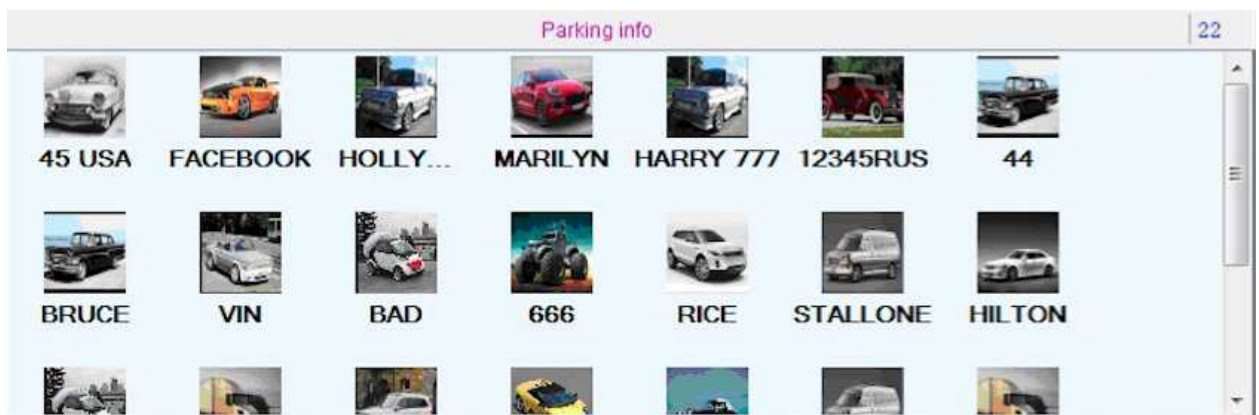 Parking info 22
45 USA FACEBOOK HOLLY... MARILYN HARRY 777 12345RUS 44
BRUCE VIN BAD 666 RICE STALLONE HILTON